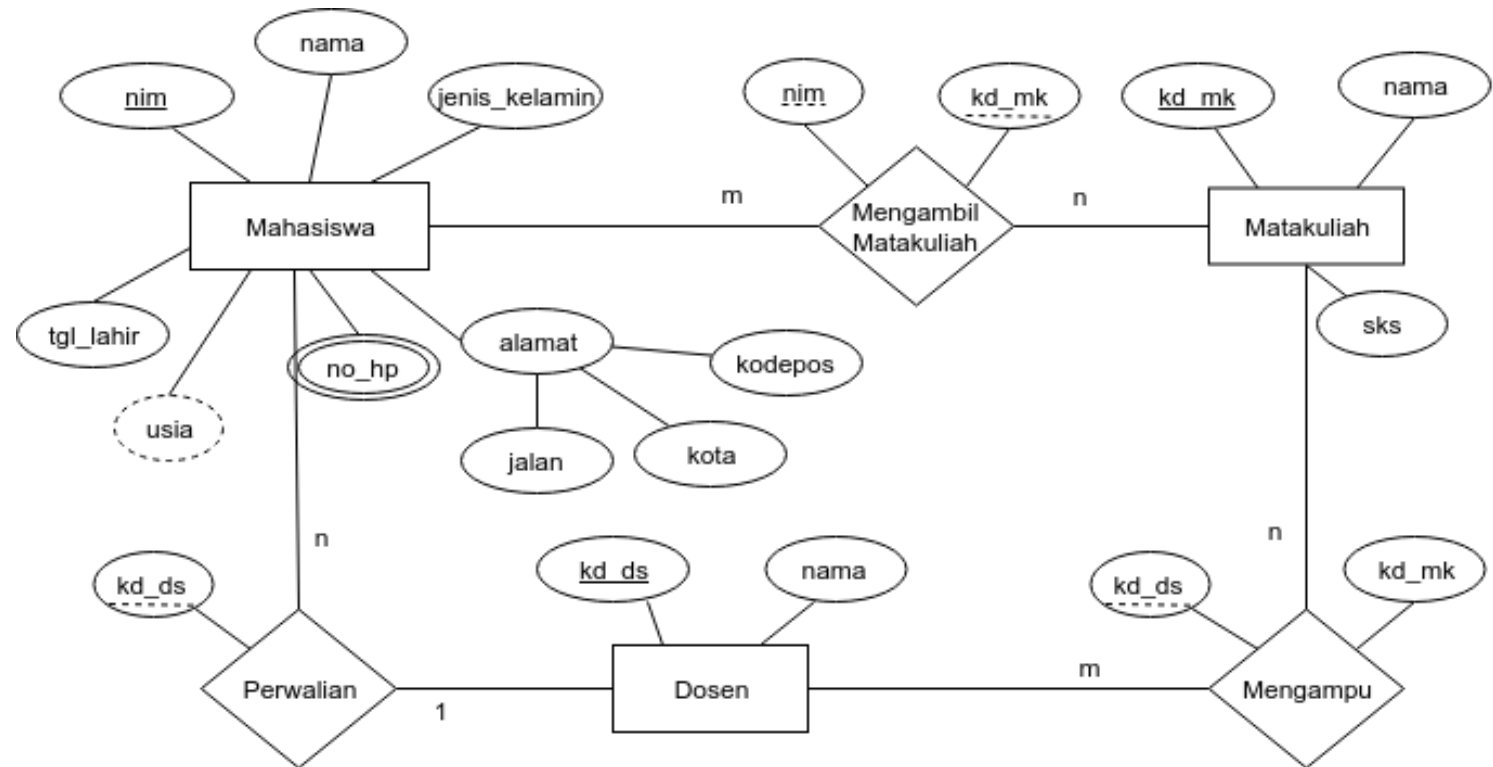 nama
nim
jenis_kelamin
nim
kd_mk
kd_mk
nama
Mahasiswa
m
Mengambil
Matakuliah
n
Matakuliah
tgl_lahir
usia
no_hp
alamat
kodepos
jalan
kota
sks
n
n
kd_ds
kd_ds
nama
kd_ds
kd_mk
Perwalian
1
Dosen
m
Mengampu